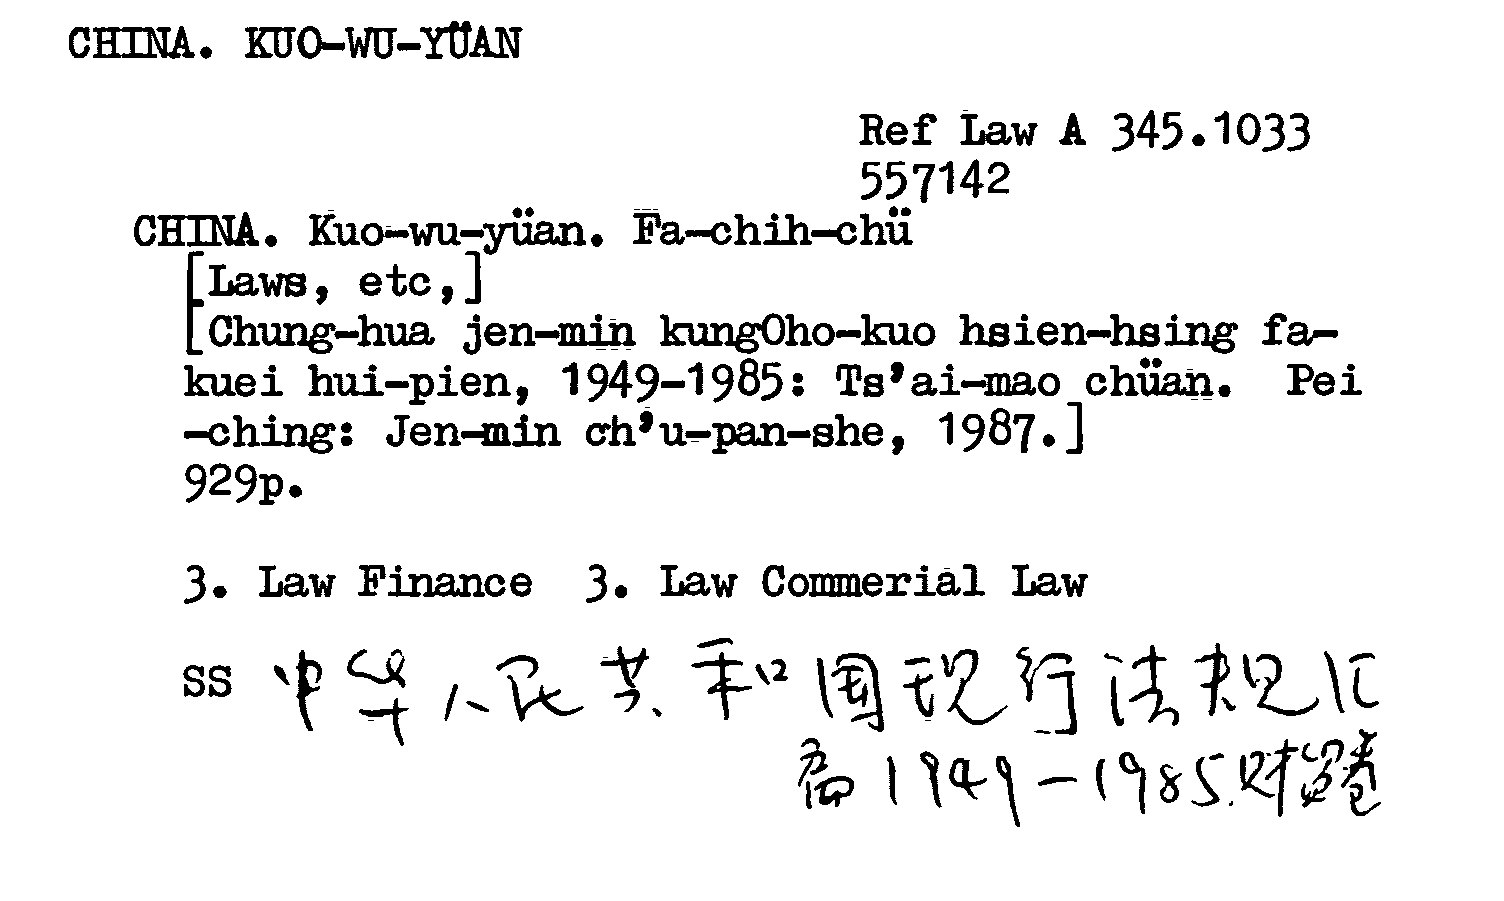 CHINA. KUO-WU-YÜAN
Ref Law A 345.1033
557142
CHINA. Kuo-wu-yüan. Fa-chih-chü
[Laws, etc,]
[Chung-hua jen-min kungOho-kuo hsien-hsing fa-
kuei hui-pien, 1949-1985: Ts'ai-mao chüan. Pei
-ching: Jen-min ch'u-pan-she, 1987.]
929p.
3. Law Finance 3. Law Commerial Law
SS 中华人民共和国现行法规汇
编 1949-1985.财贸卷